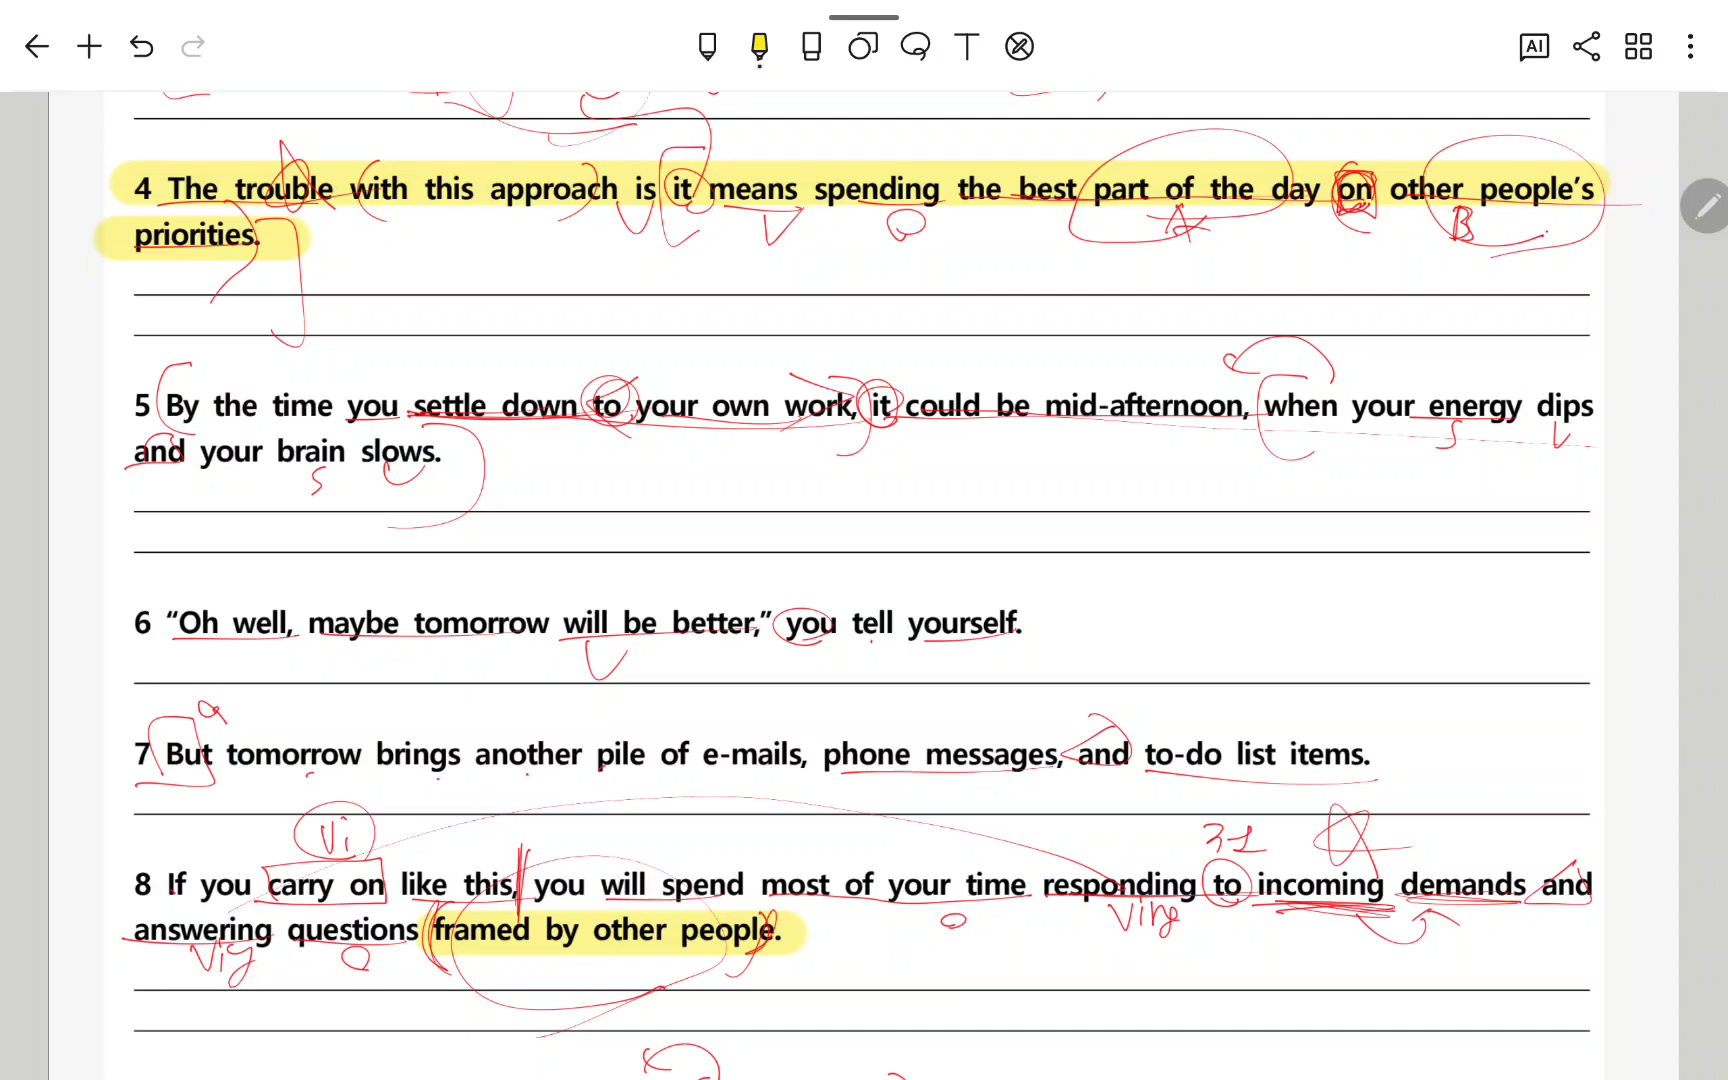 AI
4 The trouble with this approach is it means spending the best part of the day on other people's
A
B
priorities.
5 By the time you settle down to your own work, it could be mid-afternoon, when your energy dips
S
V
and your brain slows.
S
6 “Oh well, maybe tomorrow will be better,” you tell yourself.
7 But tomorrow brings another pile of e-mails, phone messages, and to-do list items.
Vi
8 If you carry on like this, you will spend most of your time responding to incoming demands and
Ving
answering questions framed by other people.
Ving
O